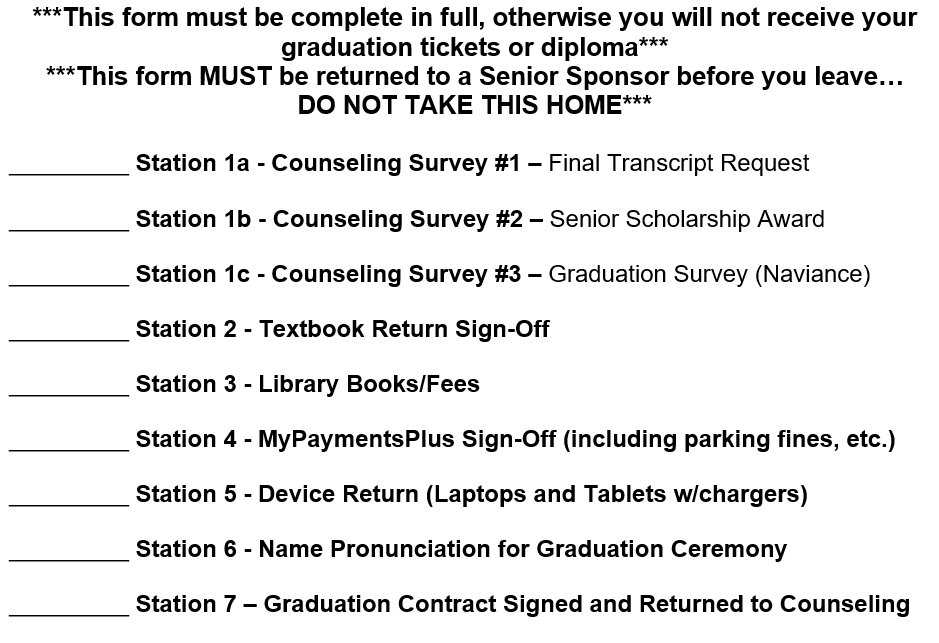 ***This form must be complete in full, otherwise you will not receive your
graduation tickets or diploma***
***This form MUST be returned to a Senior Sponsor before you leave…
DO NOT TAKE THIS HOME***
_________ Station 1a - Counseling Survey #1 – Final Transcript Request
_________ Station 1b - Counseling Survey #2 – Senior Scholarship Award
_________ Station 1c - Counseling Survey #3 – Graduation Survey (Naviance)
_________ Station 2 - Textbook Return Sign-Off
_________ Station 3 - Library Books/Fees
_________ Station 4 - MyPaymentsPlus Sign-Off (including parking fines, etc.)
_________ Station 5 - Device Return (Laptops and Tablets w/chargers)
_________ Station 6 - Name Pronunciation for Graduation Ceremony
_________ Station 7 – Graduation Contract Signed and Returned to Counseling